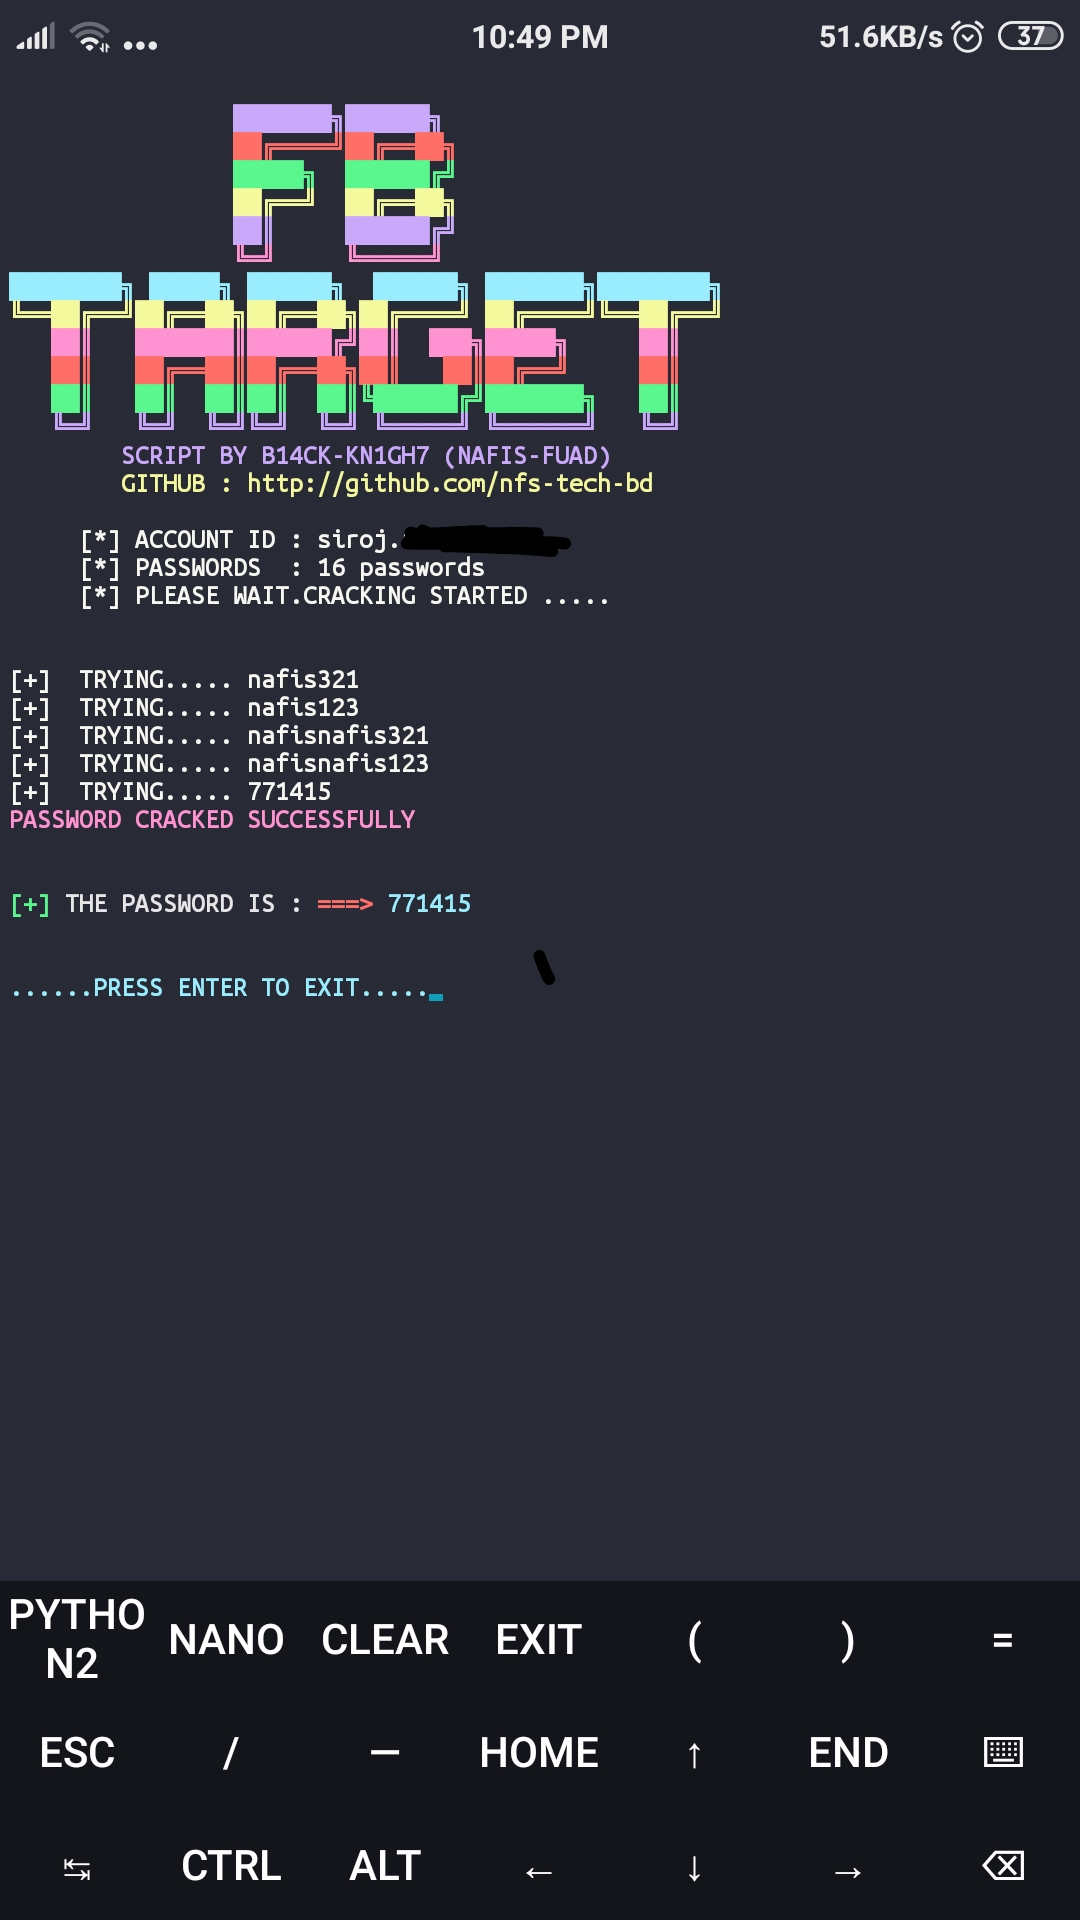 10:49 PM
51.6KB/s
37
FB
TARGET
SCRIPT BY B14CK-KN1GH7 (NAFIS-FUAD)
GITHUB : http://github.com/nfs-tech-bd
[*] ACCOUNT ID : siroj.
[*] PASSWORDS : 16 passwords
[*] PLEASE WAIT.CRACKING STARTED .....
[+] TRYING..... nafis321
[+] TRYING..... nafis123
[+] TRYING..... nafisnafis321
[+] TRYING..... nafisnafis123
[+] TRYING..... 771415
PASSWORD CRACKED SUCCESSFULLY
[+] THE PASSWORD IS : ===> 771415
......PRESS ENTER TO EXIT.....
PYTHO
N2 NANO CLEAR EXIT ( ) =
ESC / — HOME ↑ END
CTRL ALT ← ↓ →